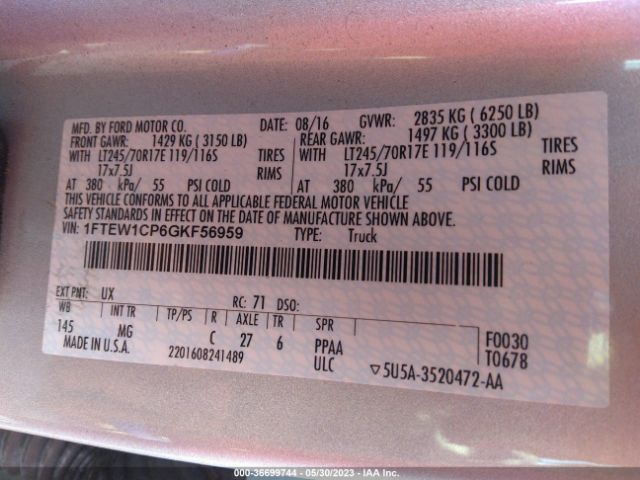 MFD. BY FORD MOTOR CO. DATE: 08/16 GVWR: 2835 KG ( 6250 LB)
FRONT GAWR: 1429 KG ( 3150 LB) REAR GAWR: 1497 KG ( 3300 LB)
WITH LT245/70R17E 119/116S TIRES WITH LT245/70R17E 119/116S TIRES
17x7.5J RIMS 17x7.5J RIMS
AT 380 kPa/ 55 PSI COLD AT 380 kPa/ 55 PSI COLD
THIS VEHICLE CONFORMS TO ALL APPLICABLE FEDERAL MOTOR VEHICLE
SAFETY STANDARDS IN EFFECT ON THE DATE OF MANUFACTURE SHOWN ABOVE.
VIN: 1FTEW1CP6GKF56959 TYPE: Truck
EXT PNT: UX RC: 71 DSO:
WB INT TR TP/PS R AXLE TR SPR
145 MG C 27 6 PPAA F0030
MADE IN U.S.A. 2201608241489 ULC T0678
▽5U5A-3520472-AA
000-36699744 - 05/30/2023 - IAA Inc.